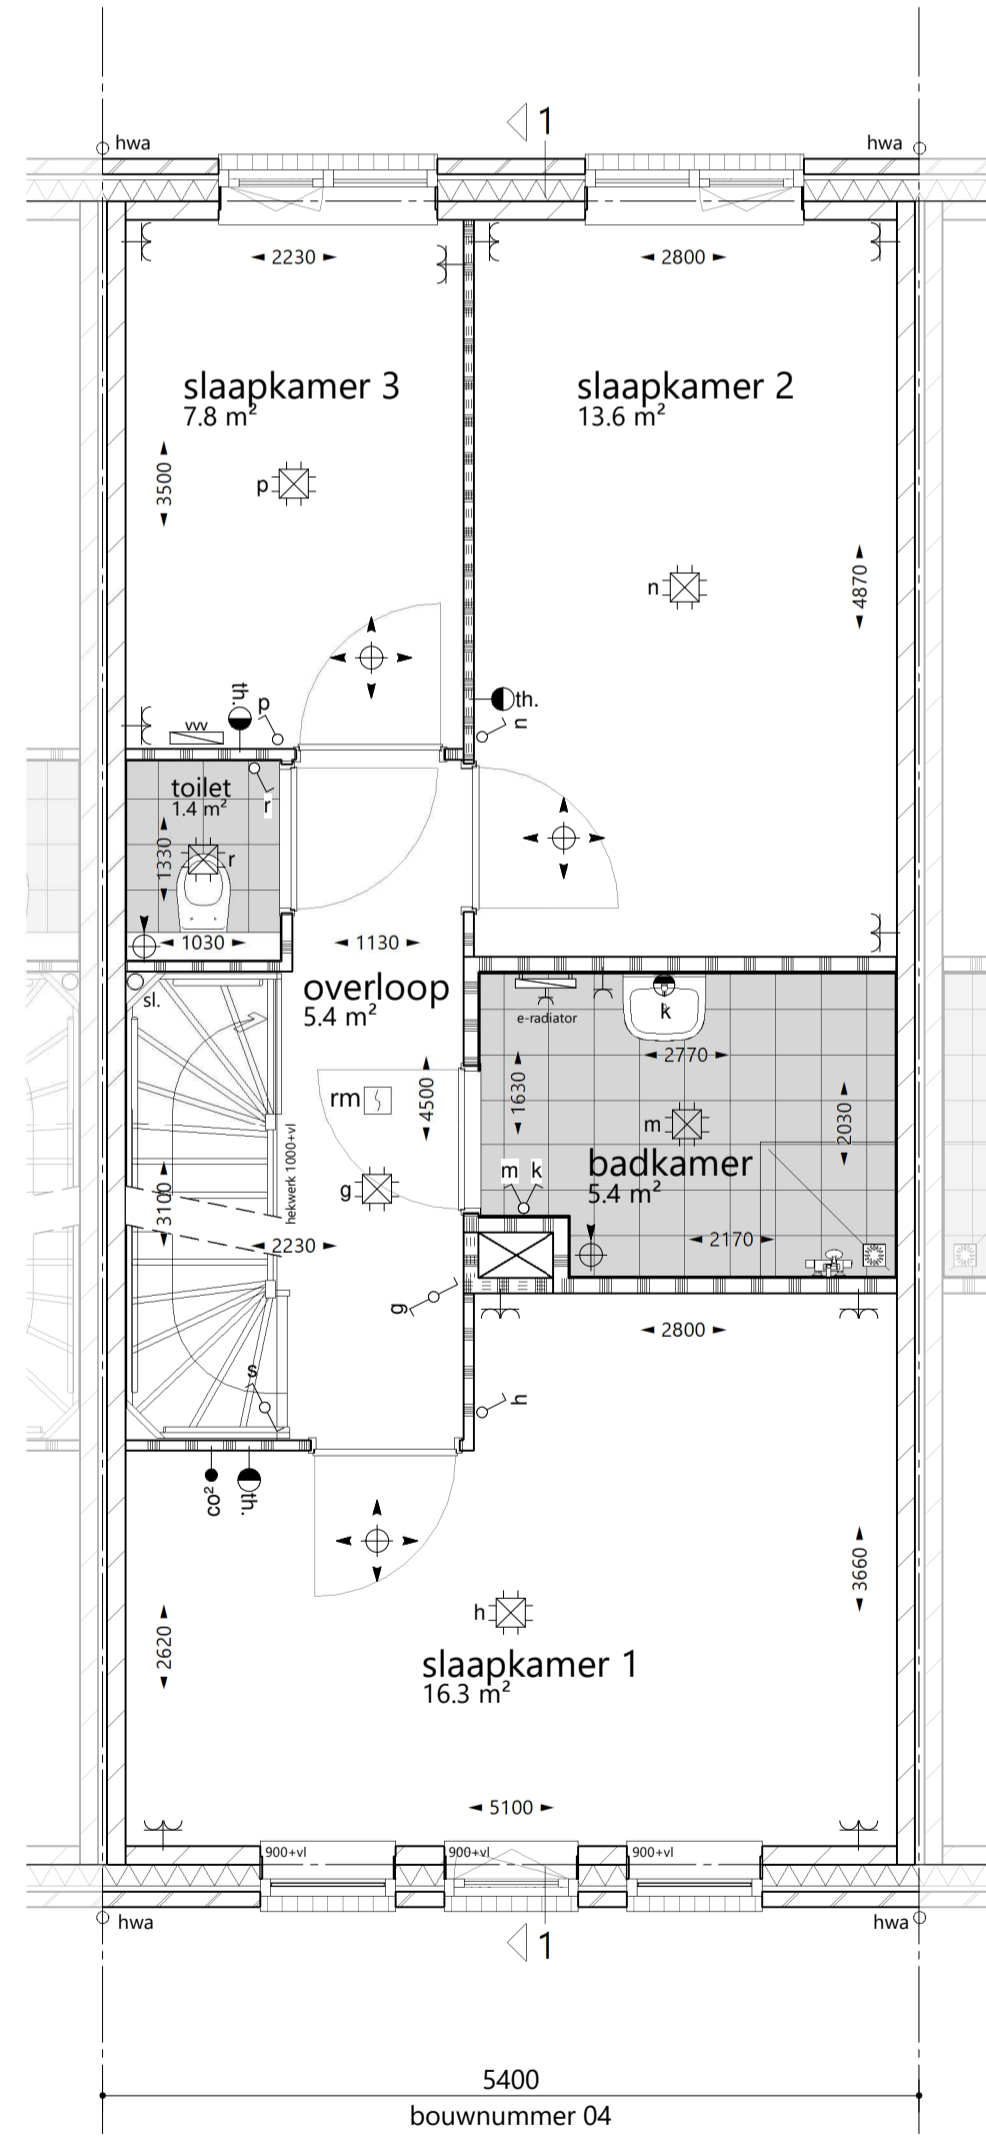 1
hwa
hwa
2230
2800
slaapkamer 3
7.8 m²
slaapkamer 2
13.6 m²
3500
p
n
4870
th.
p
th.
n
vvv
toilet
1.4 m²
r
1330
r
1030
1130
overloop
5.4 m²
sl.
e-radiator
k
2770
1630
rm
4500
m
2030
hekwerk 1000+vl
badkamer
5.4 m²
m k
g
3100
2230
2170
g
2800
s
h
co²
th.
3660
h
2620
slaapkamer 1
16.3 m²
5100
900+vl
900+vl
900+vl
hwa
hwa
1
5400
bouwnummer 04